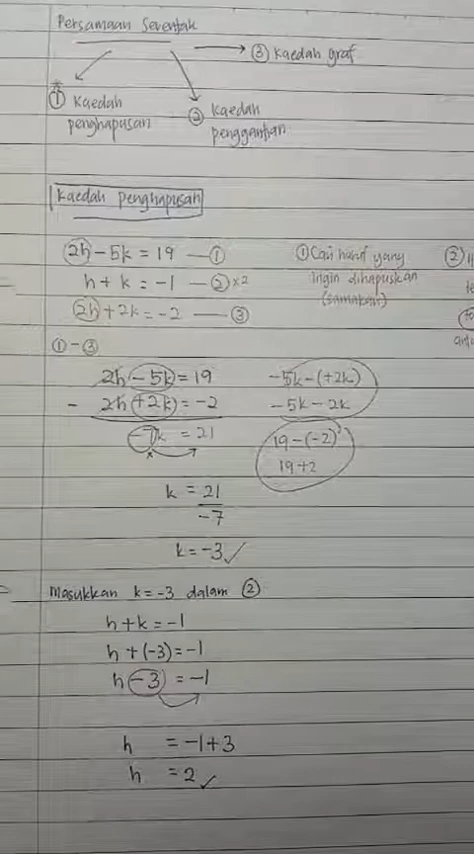 Persamaan Serentak
③ Kaedah graf
* ① Kaedah
penghapusan
② Kaedah
penggantian
Kaedah penghapusan
2h - 5k = 19 — ①
h + k = -1 — ② × 2
2h + 2k = -2 — ③
① Cari huruf yang
ingin dihapuskan
(samakan)
②
① - ③
2h - 5k = 19
- 2h + 2k = -2
-7k = 21
-5k - (+2k)
-5k - 2k
19 - (-2)
19 + 2
k = 21
-7
k = -3 ✓
Masukkan k = -3 dalam ②
h + k = -1
h + (-3) = -1
h - 3 = -1
h = -1 + 3
h = 2 ✓